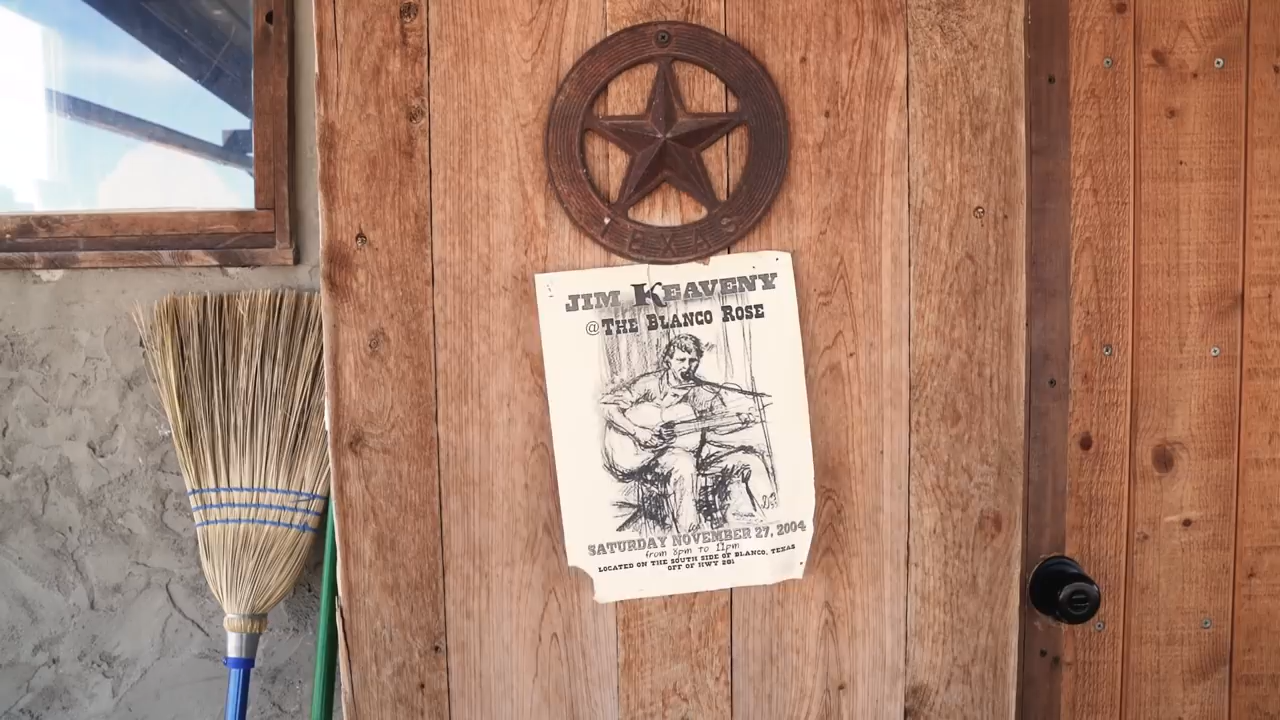 TEXAS
JIM KEAVENY
@THE BLANCO ROSE
SATURDAY NOVEMBER 27, 2004
from 8pm to 11pm
LOCATED ON THE SOUTH SIDE OF BLANCO, TEXAS
OFF OF HWY 281